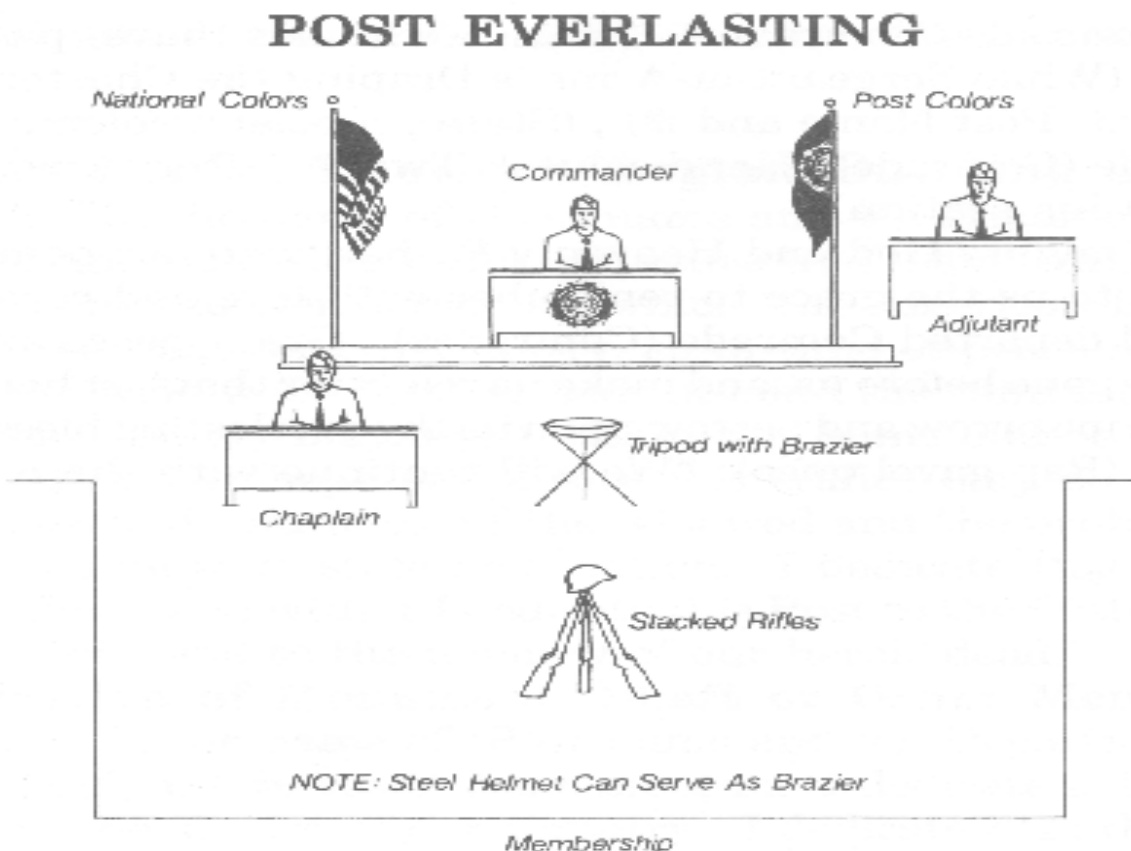 POST EVERLASTING
National Colors
Post Colors
Commander
Adjutant
Tripod with Brazier
Chaplain
Stacked Rifles
NOTE: Steel Helmet Can Serve As Brazier
Membership